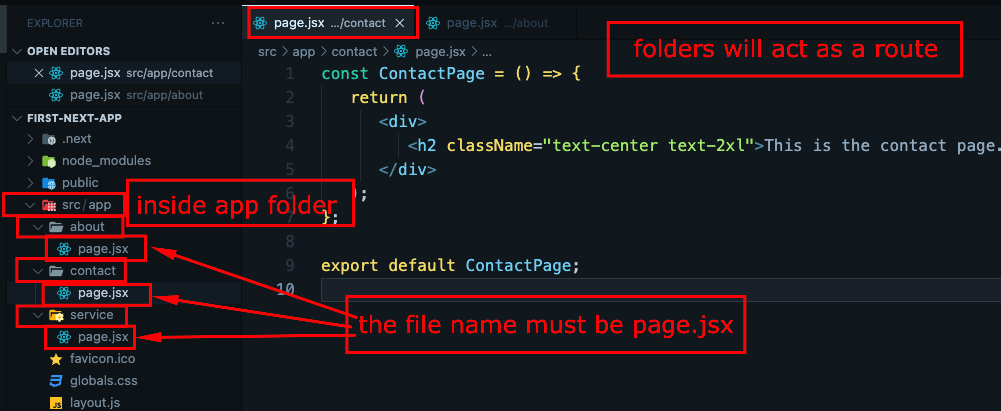 EXPLORER
page.jsx .../contact
page.jsx .../about
OPEN EDITORS
page.jsx src/app/contact
page.jsx src/app/about
FIRST-NEXT-APP
.next
node_modules
public
src/app
about
page.jsx
contact
page.jsx
service
page.jsx
favicon.ico
globals.css
layout.js
src > app > contact > page.jsx > ...
folders will act as a route
1 const ContactPage = () => {
2 return (
3 <div>
4 <h2 className="text-center text-2xl">This is the contact page.
5 </div>
6 );
7 };
8
9 export default ContactPage;
10
inside app folder
the file name must be page.jsx